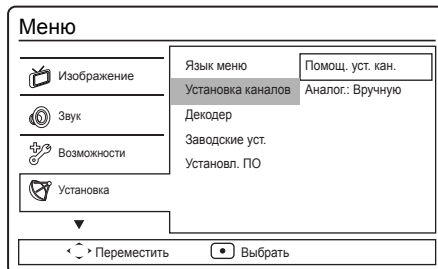 Меню
Изображение
Звук
Возможности
Установка
Язык меню
Установка каналов
Декодер
Заводские уст.
Установл. ПО
Помощ. уст. кан.
Аналог.: Вручную
Переместить
Выбрать